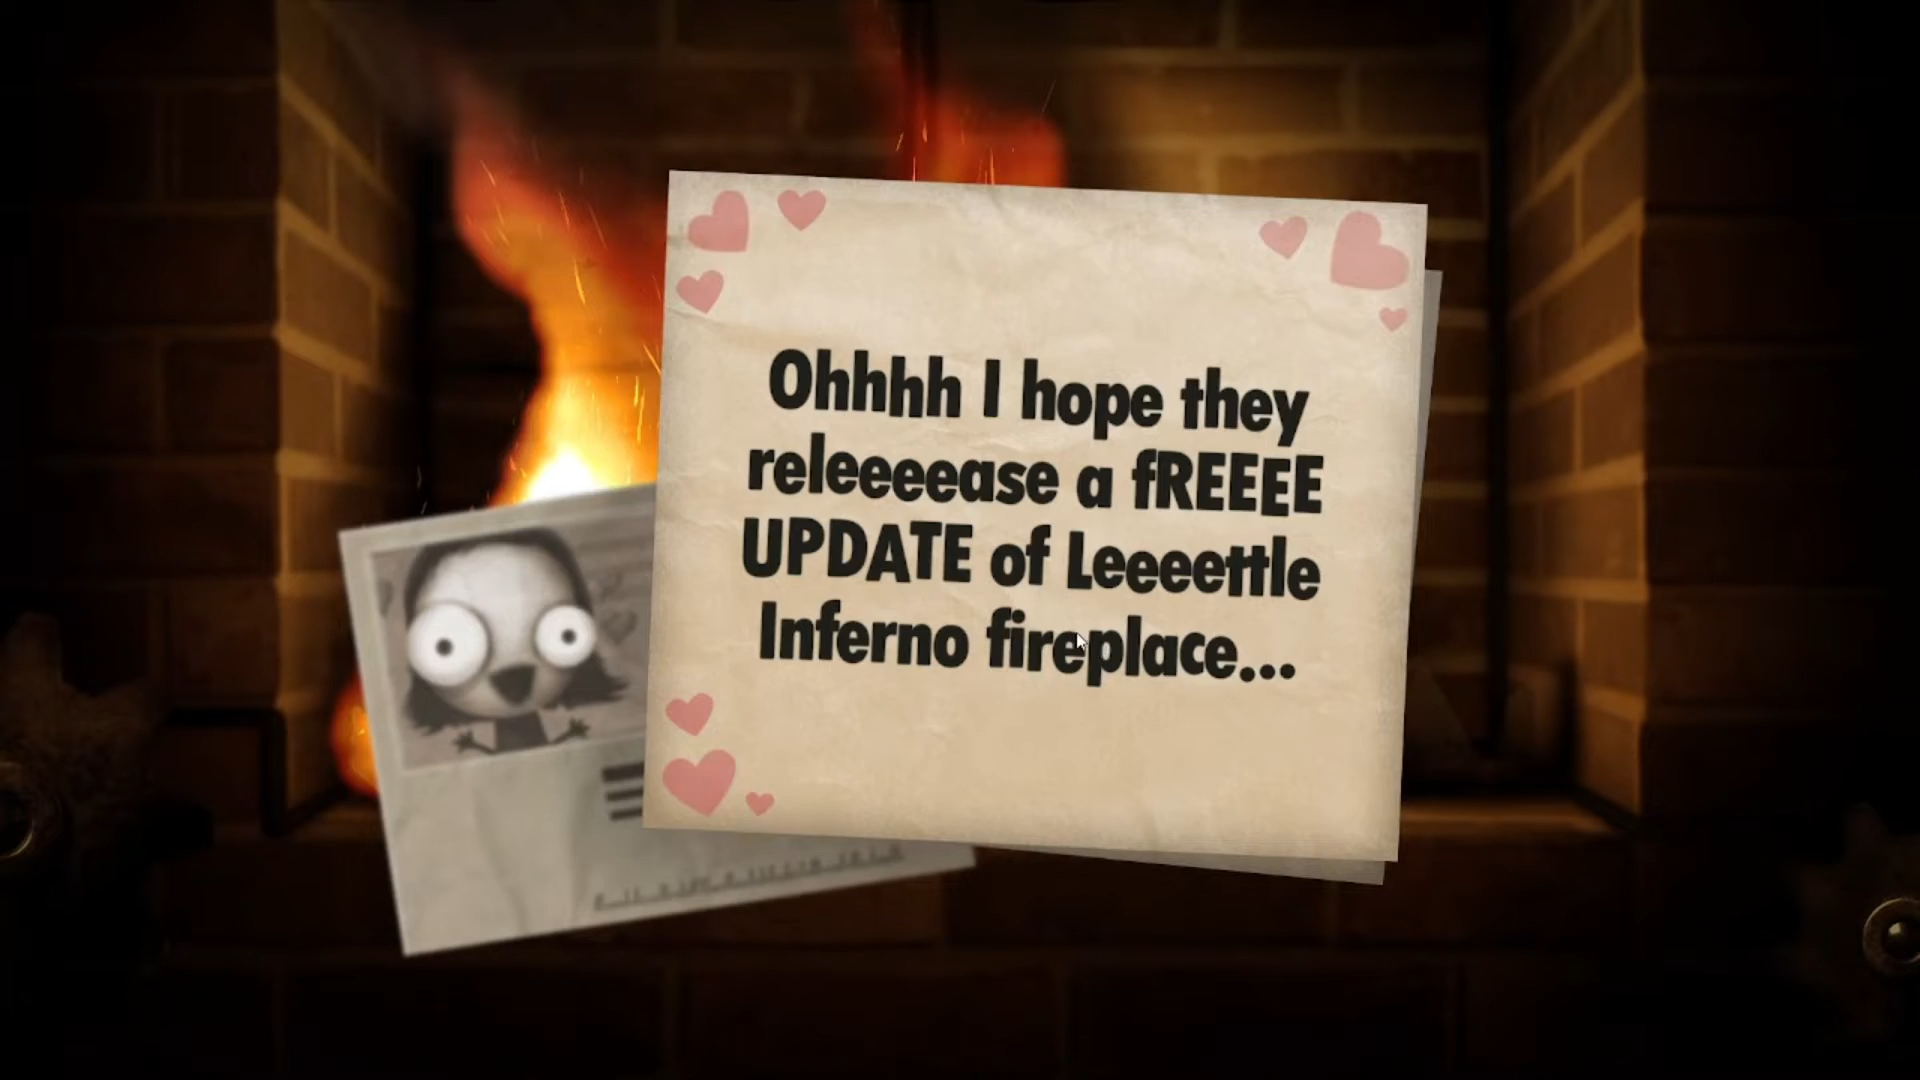 Ohhhh I hope they
releeeease a fREEEE
UPDATE of Leeeettle
Inferno fireplace...